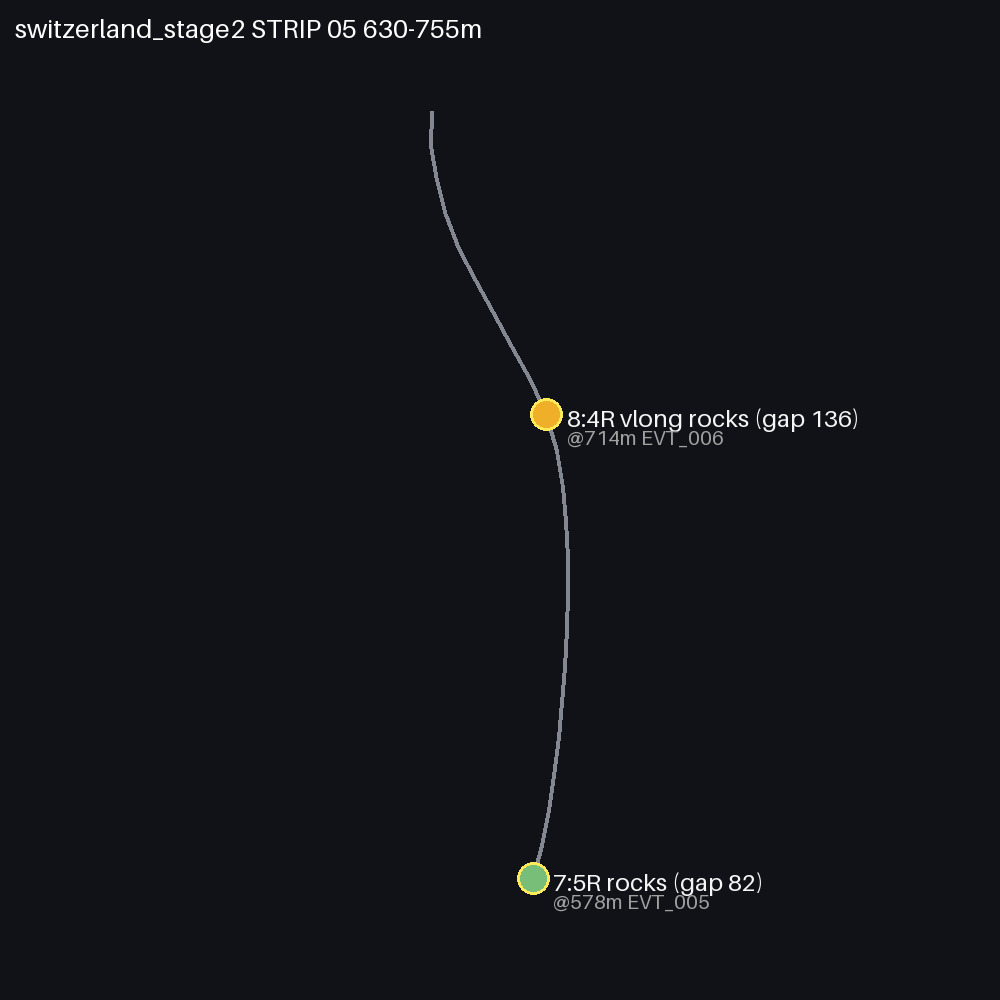 switzerland_stage2 STRIP 05 630-755m
8:4R vlong rocks (gap 136)
@714m EVT_006
7:5R rocks (gap 82)
@578m EVT_005